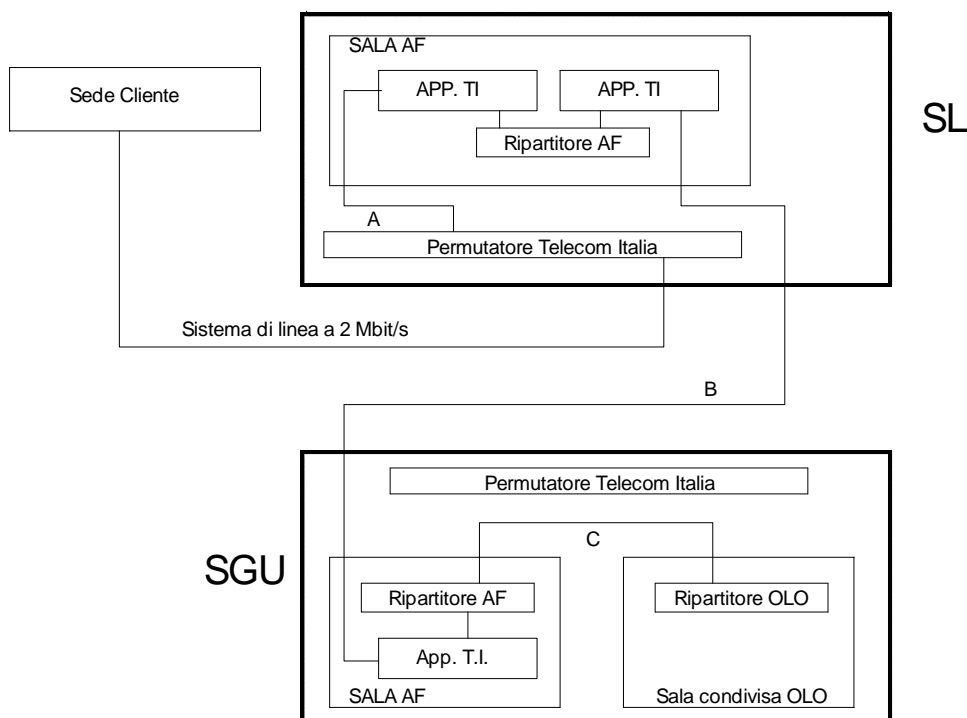 SALA AF
Sede Cliente
APP. TI
APP. TI
SL
Ripartitore AF
A
Permutatore Telecom Italia
Sistema di linea a 2 Mbit/s
B
Permutatore Telecom Italia
C
SGU
Ripartitore AF
Ripartitore OLO
App. T.I.
SALA AF
Sala condivisa OLO